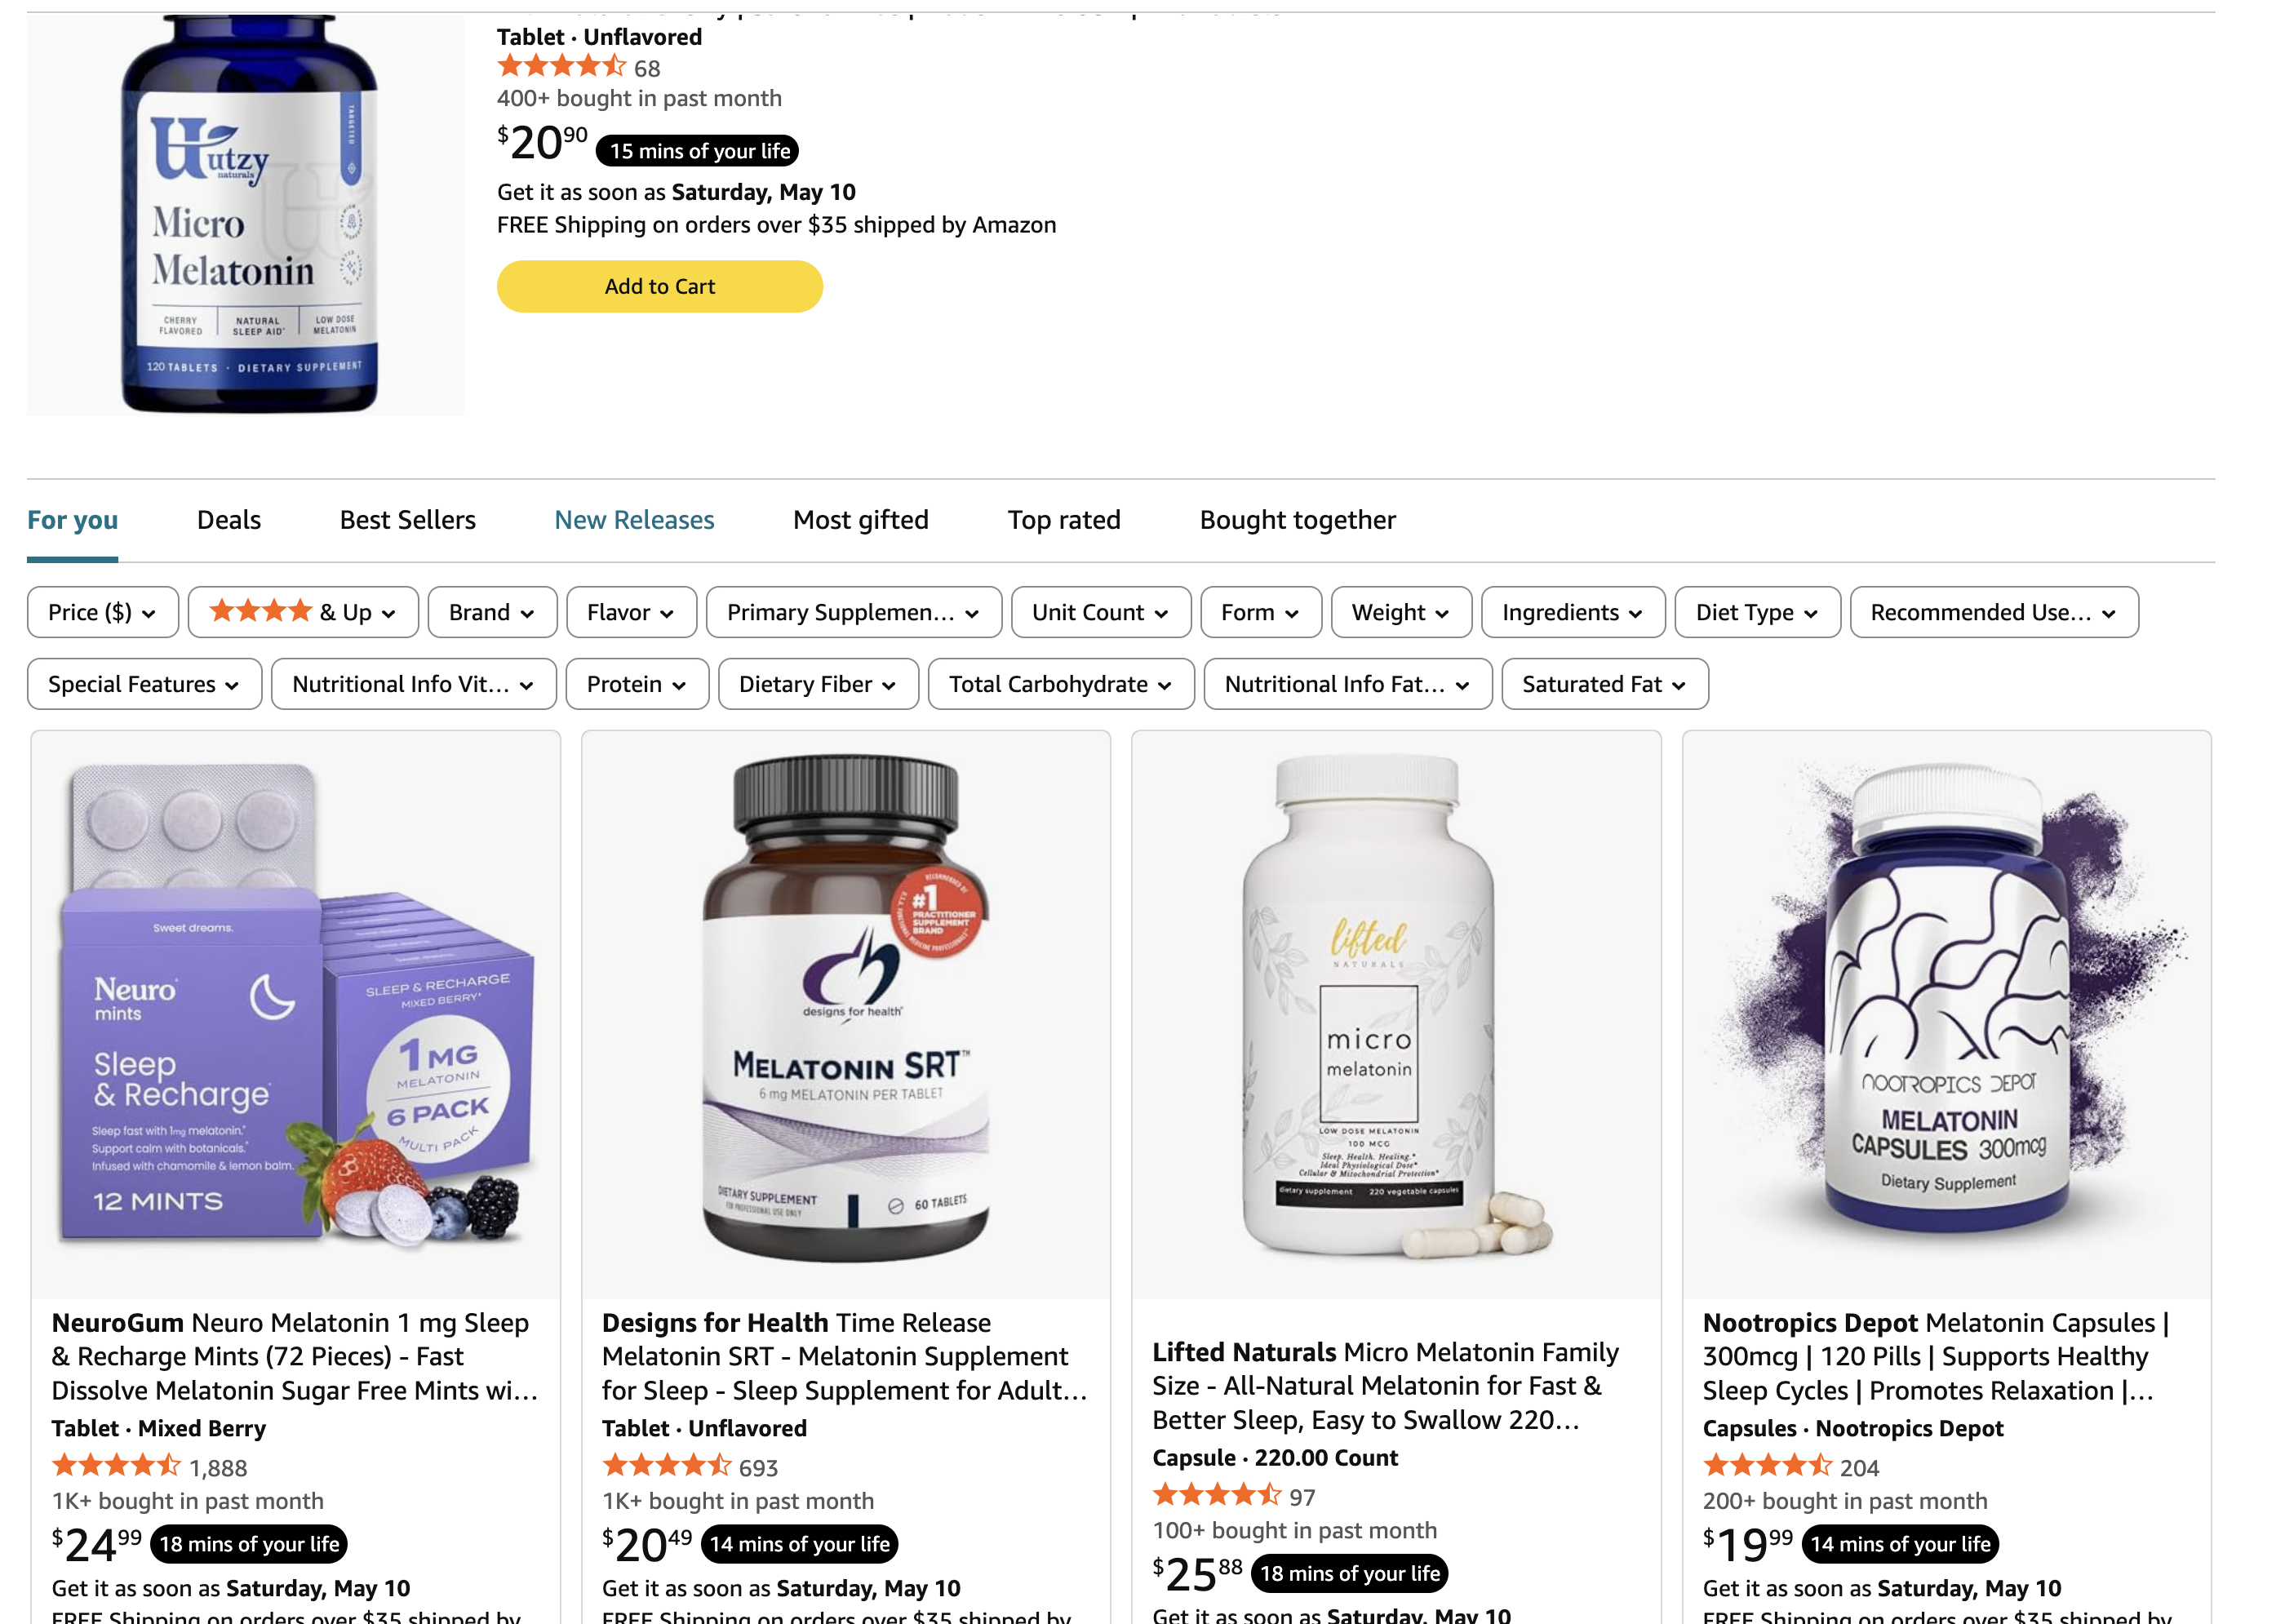 Tablet · Unflavored
68
400+ bought in past month
$20.90 15 mins of your life
Get it as soon as Saturday, May 10
FREE Shipping on orders over $35 shipped by Amazon
Add to Cart
Hutzy
naturals
TARGETED
Micro
Melatonin
CHERRY FLAVORED
NATURAL SLEEP AID*
LOW DOSE MELATONIN
120 TABLETS · DIETARY SUPPLEMENT
For you Deals Best Sellers New Releases Most gifted Top rated Bought together
Price ($) & Up Brand Flavor Primary Supplemen... Unit Count Form Weight Ingredients Diet Type Recommended Use...
Special Features Nutritional Info Vit... Protein Dietary Fiber Total Carbohydrate Nutritional Info Fat... Saturated Fat
Sweet dreams.
Neuro
mints
Sleep
& Recharge
Sleep fast with 1mg melatonin.*
Support calm with botanicals.*
Infused with chamomile & lemon balm.
12 MINTS
SLEEP & RECHARGE
MIXED BERRY
1 MG
MELATONIN
6 PACK
MULTI PACK
NeuroGum Neuro Melatonin 1 mg Sleep
& Recharge Mints (72 Pieces) - Fast
Dissolve Melatonin Sugar Free Mints wi...
Tablet · Mixed Berry
1,888
1K+ bought in past month
$24.99 18 mins of your life
Get it as soon as Saturday, May 10
FREE Shipping on orders over $35 shipped by
#1
PRACTITIONER
SUPPLEMENT
BRAND
designs for health
MELATONIN SRT™
6 mg MELATONIN PER TABLET
DIETARY SUPPLEMENT
FOR PROFESSIONAL USE ONLY
60 TABLETS
Designs for Health Time Release
Melatonin SRT - Melatonin Supplement
for Sleep - Sleep Supplement for Adult...
Tablet · Unflavored
693
1K+ bought in past month
$20.49 14 mins of your life
Get it as soon as Saturday, May 10
FREE Shipping on orders over $35 shipped by
lifted
NATURALS
micro
melatonin
LOW DOSE MELATONIN
100 MCG
Sleep. Health. Healing.*
Ideal Physiological Dose*
Cellular & Mitochondrial Protection*
dietary supplement 220 vegetable capsules
Lifted Naturals Micro Melatonin Family
Size - All-Natural Melatonin for Fast &
Better Sleep, Easy to Swallow 220...
Capsule · 220.00 Count
97
100+ bought in past month
$25.88 18 mins of your life
Get it as soon as Saturday, May 10
NOOTROPICS DEPOT
MELATONIN
CAPSULES 300mcg
Dietary Supplement
Nootropics Depot Melatonin Capsules |
300mcg | 120 Pills | Supports Healthy
Sleep Cycles | Promotes Relaxation |...
Capsules · Nootropics Depot
204
200+ bought in past month
$19.99 14 mins of your life
Get it as soon as Saturday, May 10
FREE Shipping on orders over $35 shipped by